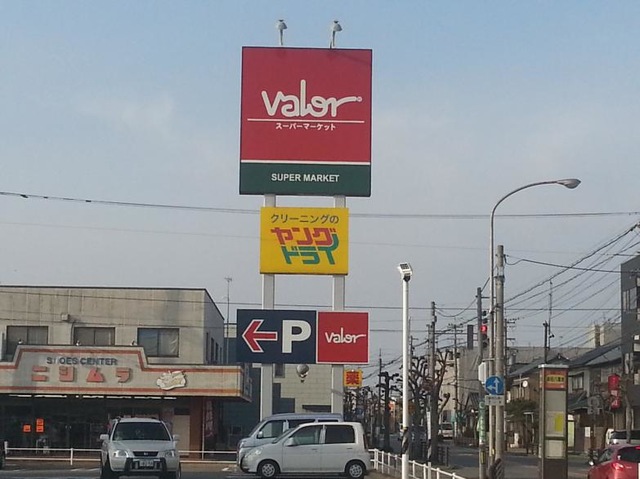 valor
スーパーマーケット
SUPER MARKET
クリーニングの
ヤング
ドライ
P
valor
SHOES CENTER
ニシムラ
薬